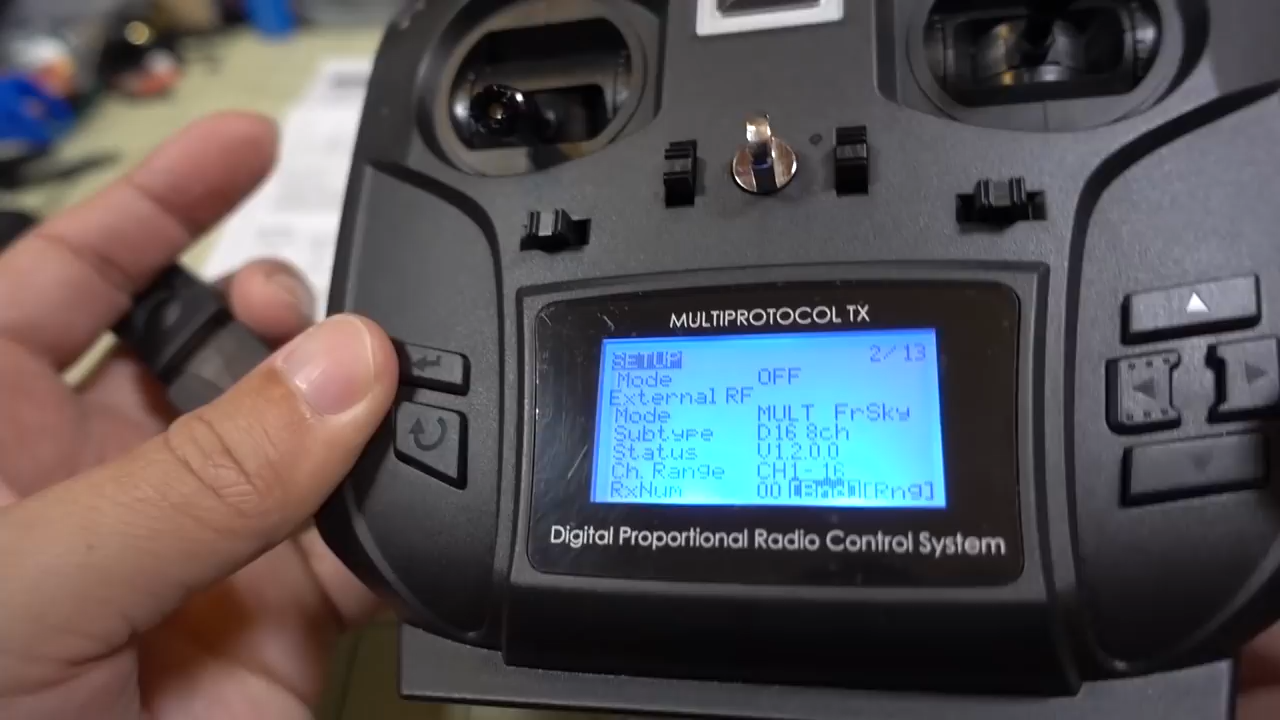 MULTIPROTOCOL TX
SETUP 2/13
Mode OFF
External RF
Mode MULT FrSky
Subtype D16 8ch
Status V1.2.0.0
Ch. Range CH1-16
RxNum 00 [Bnd][Rng]
Digital Proportional Radio Control System